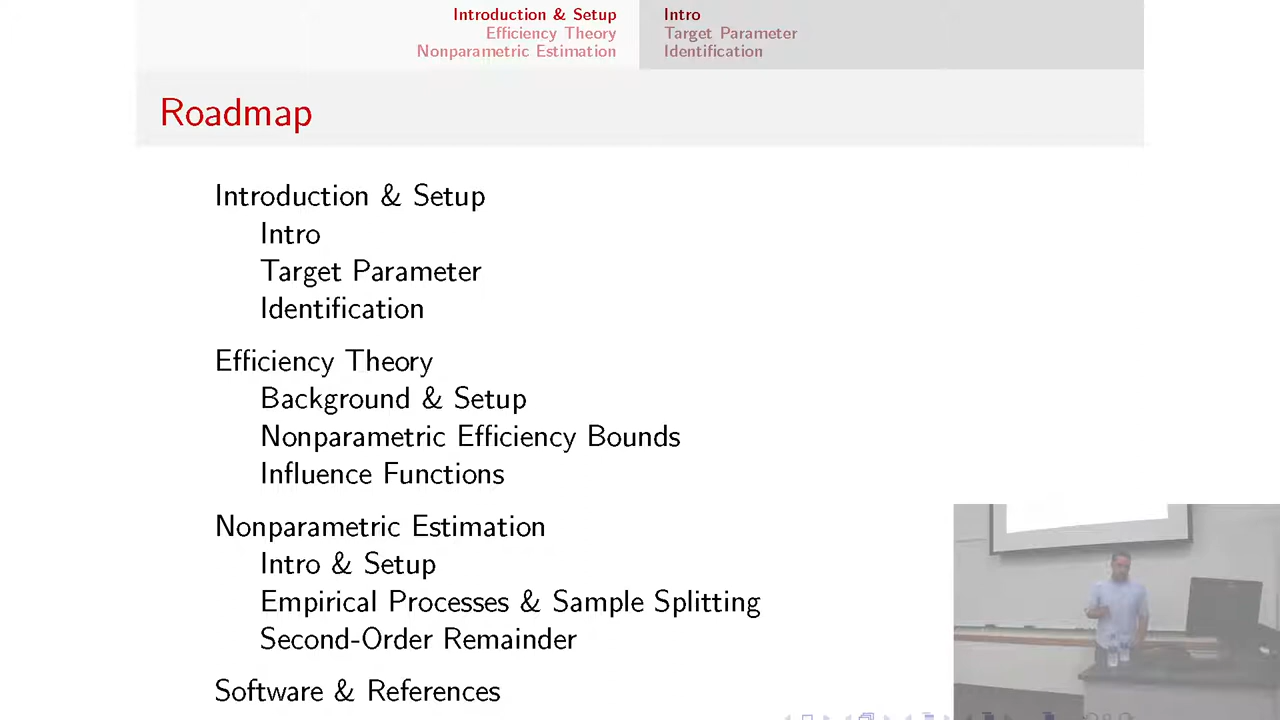 Introduction & Setup
Efficiency Theory
Nonparametric Estimation
Intro
Target Parameter
Identification
Roadmap
Introduction & Setup
Intro
Target Parameter
Identification
Efficiency Theory
Background & Setup
Nonparametric Efficiency Bounds
Influence Functions
Nonparametric Estimation
Intro & Setup
Empirical Processes & Sample Splitting
Second-Order Remainder
Software & References